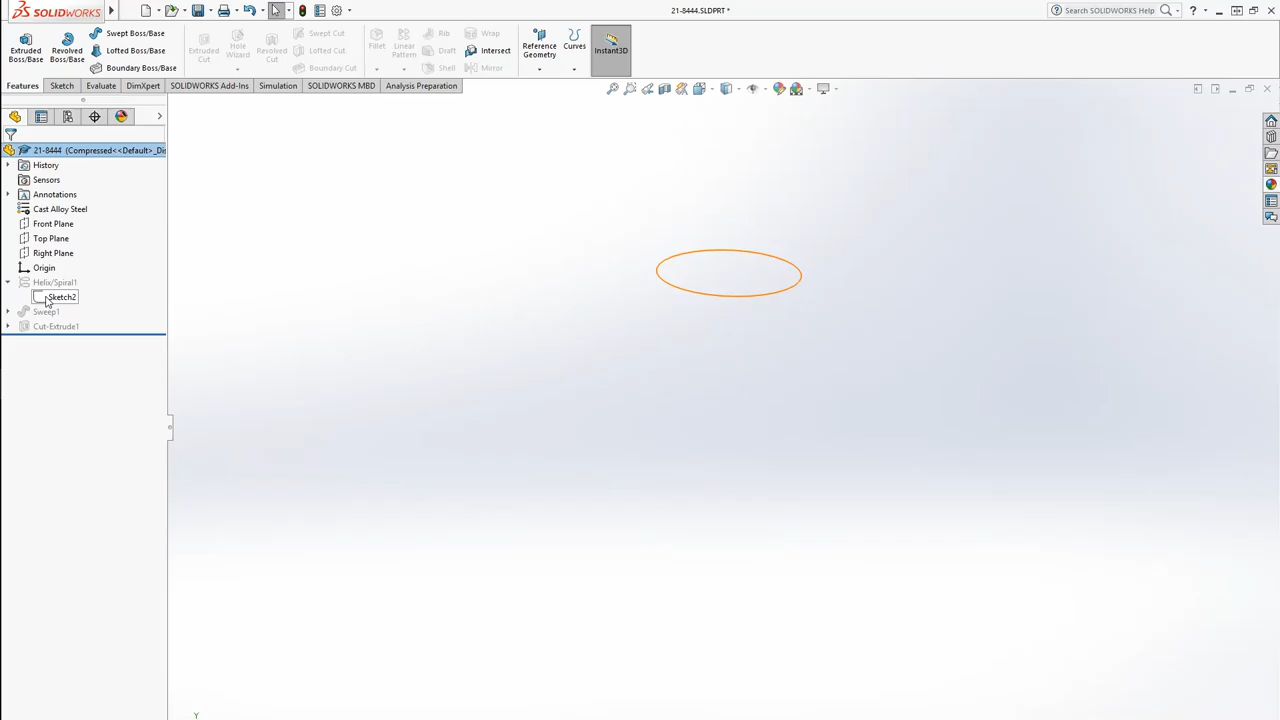 SOLIDWORKS
21-8444.SLDPRT *
Search SOLIDWORKS Help
Extruded Boss/Base
Revolved Boss/Base
Swept Boss/Base
Lofted Boss/Base
Boundary Boss/Base
Extruded Cut
Hole Wizard
Revolved Cut
Swept Cut
Lofted Cut
Boundary Cut
Fillet
Linear Pattern
Rib
Draft
Shell
Wrap
Intersect
Mirror
Reference Geometry
Curves
Instant3D
Features Sketch Evaluate DimXpert SOLIDWORKS Add-Ins Simulation SOLIDWORKS MBD Analysis Preparation
21-8444 (Compressed<<Default>_Dis
History
Sensors
Annotations
Cast Alloy Steel
Front Plane
Top Plane
Right Plane
Origin
Helix/Spiral1
Sketch2
Sweep1
Cut-Extrude1
Y